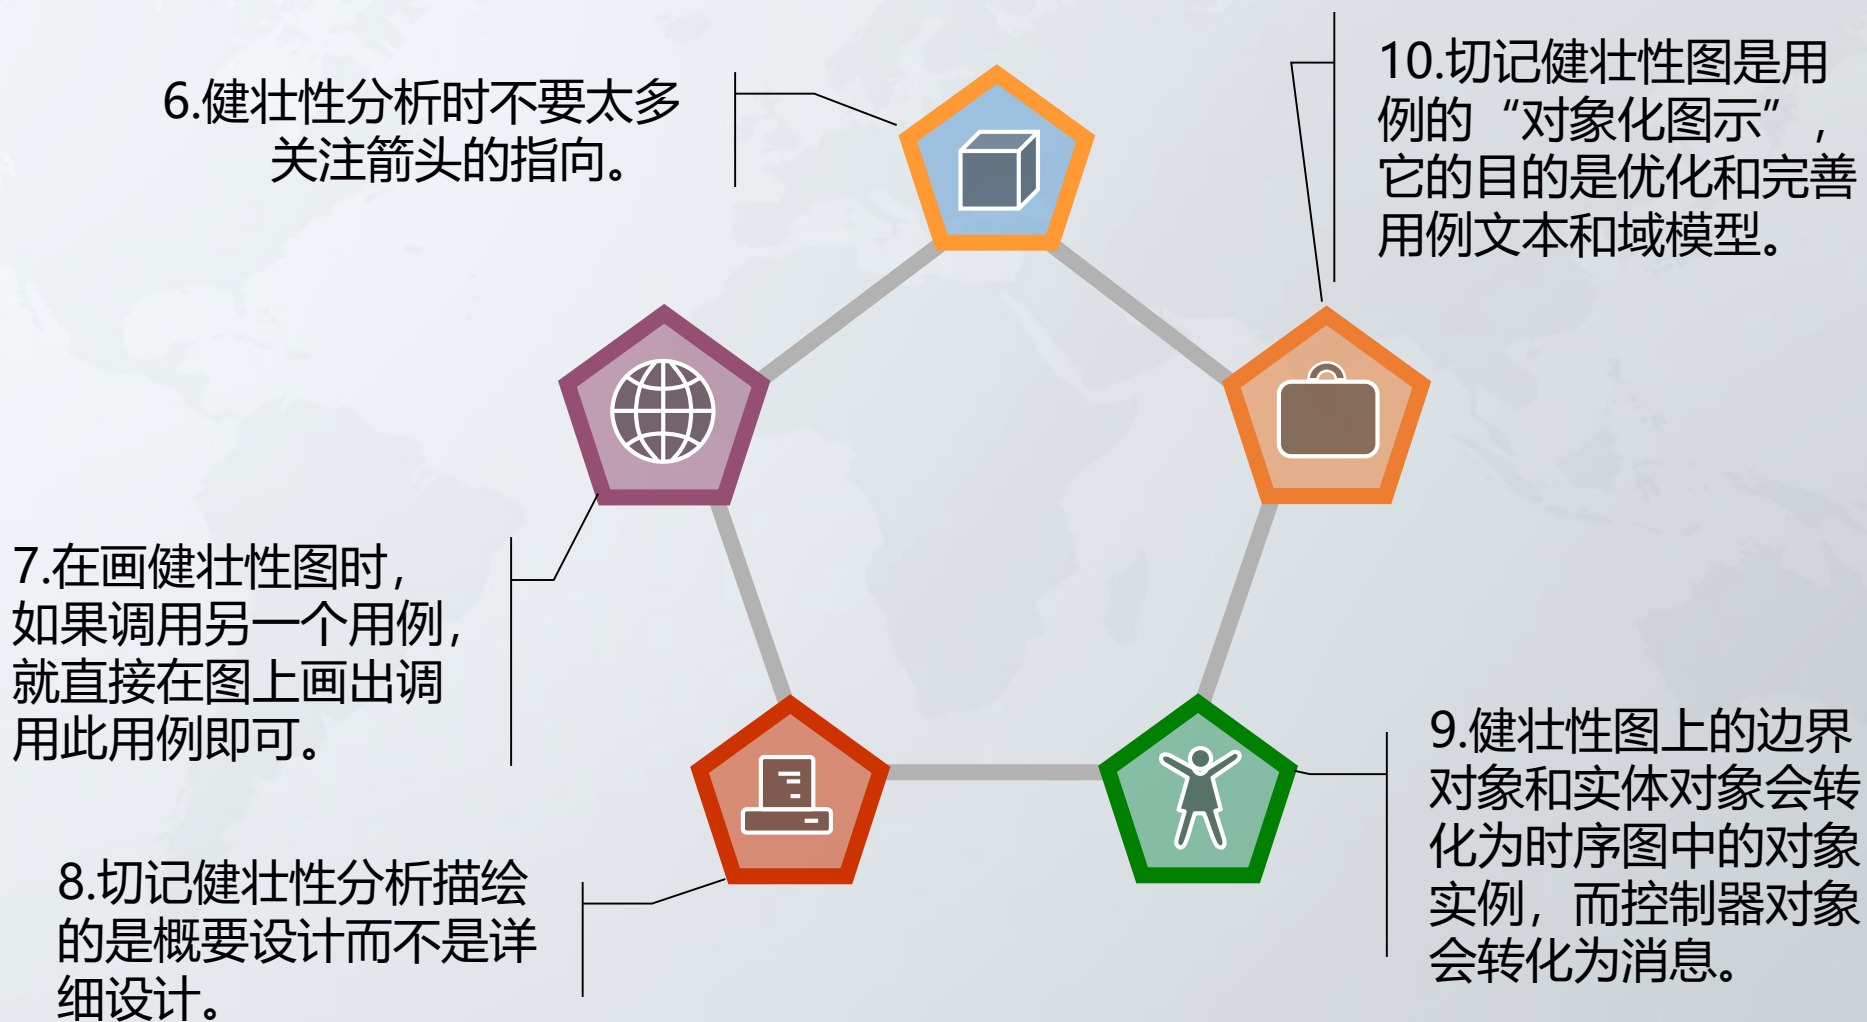 6.健壮性分析时不要太多
关注箭头的指向。
7.在画健壮性图时，
如果调用另一个用例，
就直接在图上画出调
用此用例即可。
8.切记健壮性分析描绘
的是概要设计而不是详
细设计。
9.健壮性图上的边界
对象和实体对象会转
化为时序图中的对象
实例，而控制器对象
会转化为消息。
10.切记健壮性图是用
例的“对象化图示”，
它的目的是优化和完善
用例文本和域模型。